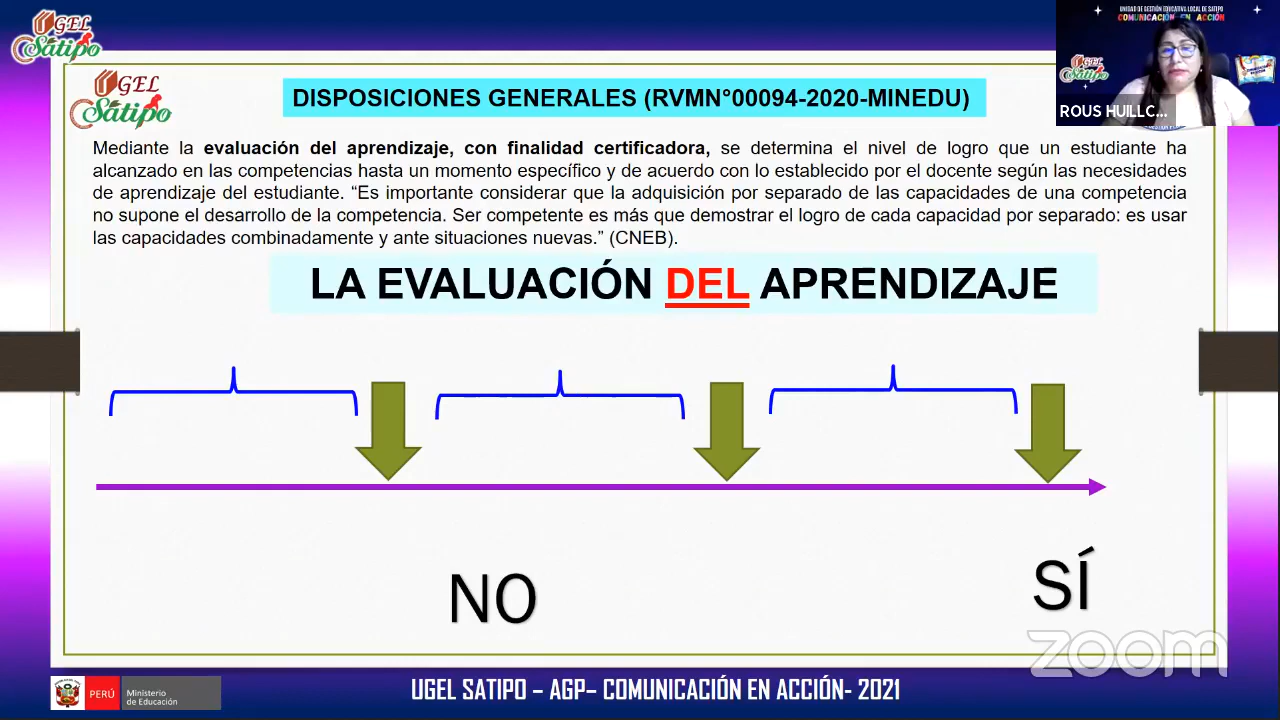 UGEL
Satipo
UNIDAD DE GESTIÓN EDUCATIVA LOCAL DE SATIPO
COMUNICACIÓN EN ACCIÓN
UGEL
Satipo
ROUS HUILLC...
UGEL
Satipo
DISPOSICIONES GENERALES (RVMN°00094-2020-MINEDU)
Mediante la evaluación del aprendizaje, con finalidad certificadora, se determina el nivel de logro que un estudiante ha
alcanzado en las competencias hasta un momento específico y de acuerdo con lo establecido por el docente según las necesidades
de aprendizaje del estudiante. “Es importante considerar que la adquisición por separado de las capacidades de una competencia
no supone el desarrollo de la competencia. Ser competente es más que demostrar el logro de cada capacidad por separado: es usar
las capacidades combinadamente y ante situaciones nuevas.” (CNEB).
LA EVALUACIÓN DEL APRENDIZAJE
NO
SÍ
zoom
PERÚ
Ministerio
de Educación
UGEL SATIPO – AGP– COMUNICACIÓN EN ACCIÓN- 2021